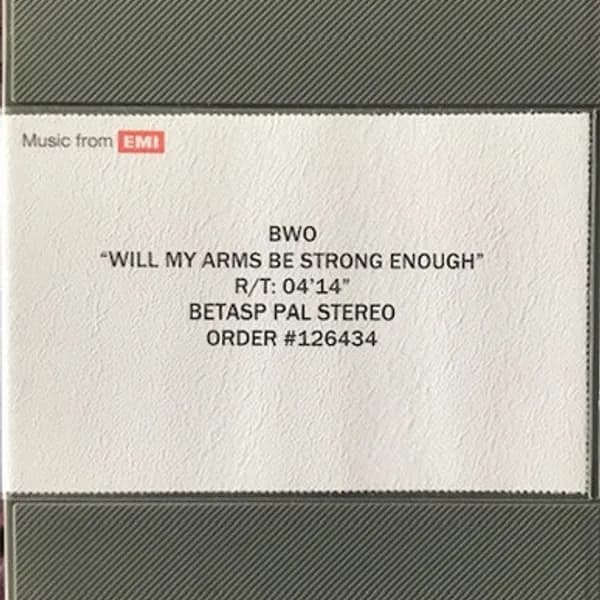 Music from EMI
BWO
“WILL MY ARMS BE STRONG ENOUGH”
R/T: 04’14”
BETASP PAL STEREO
ORDER #126434